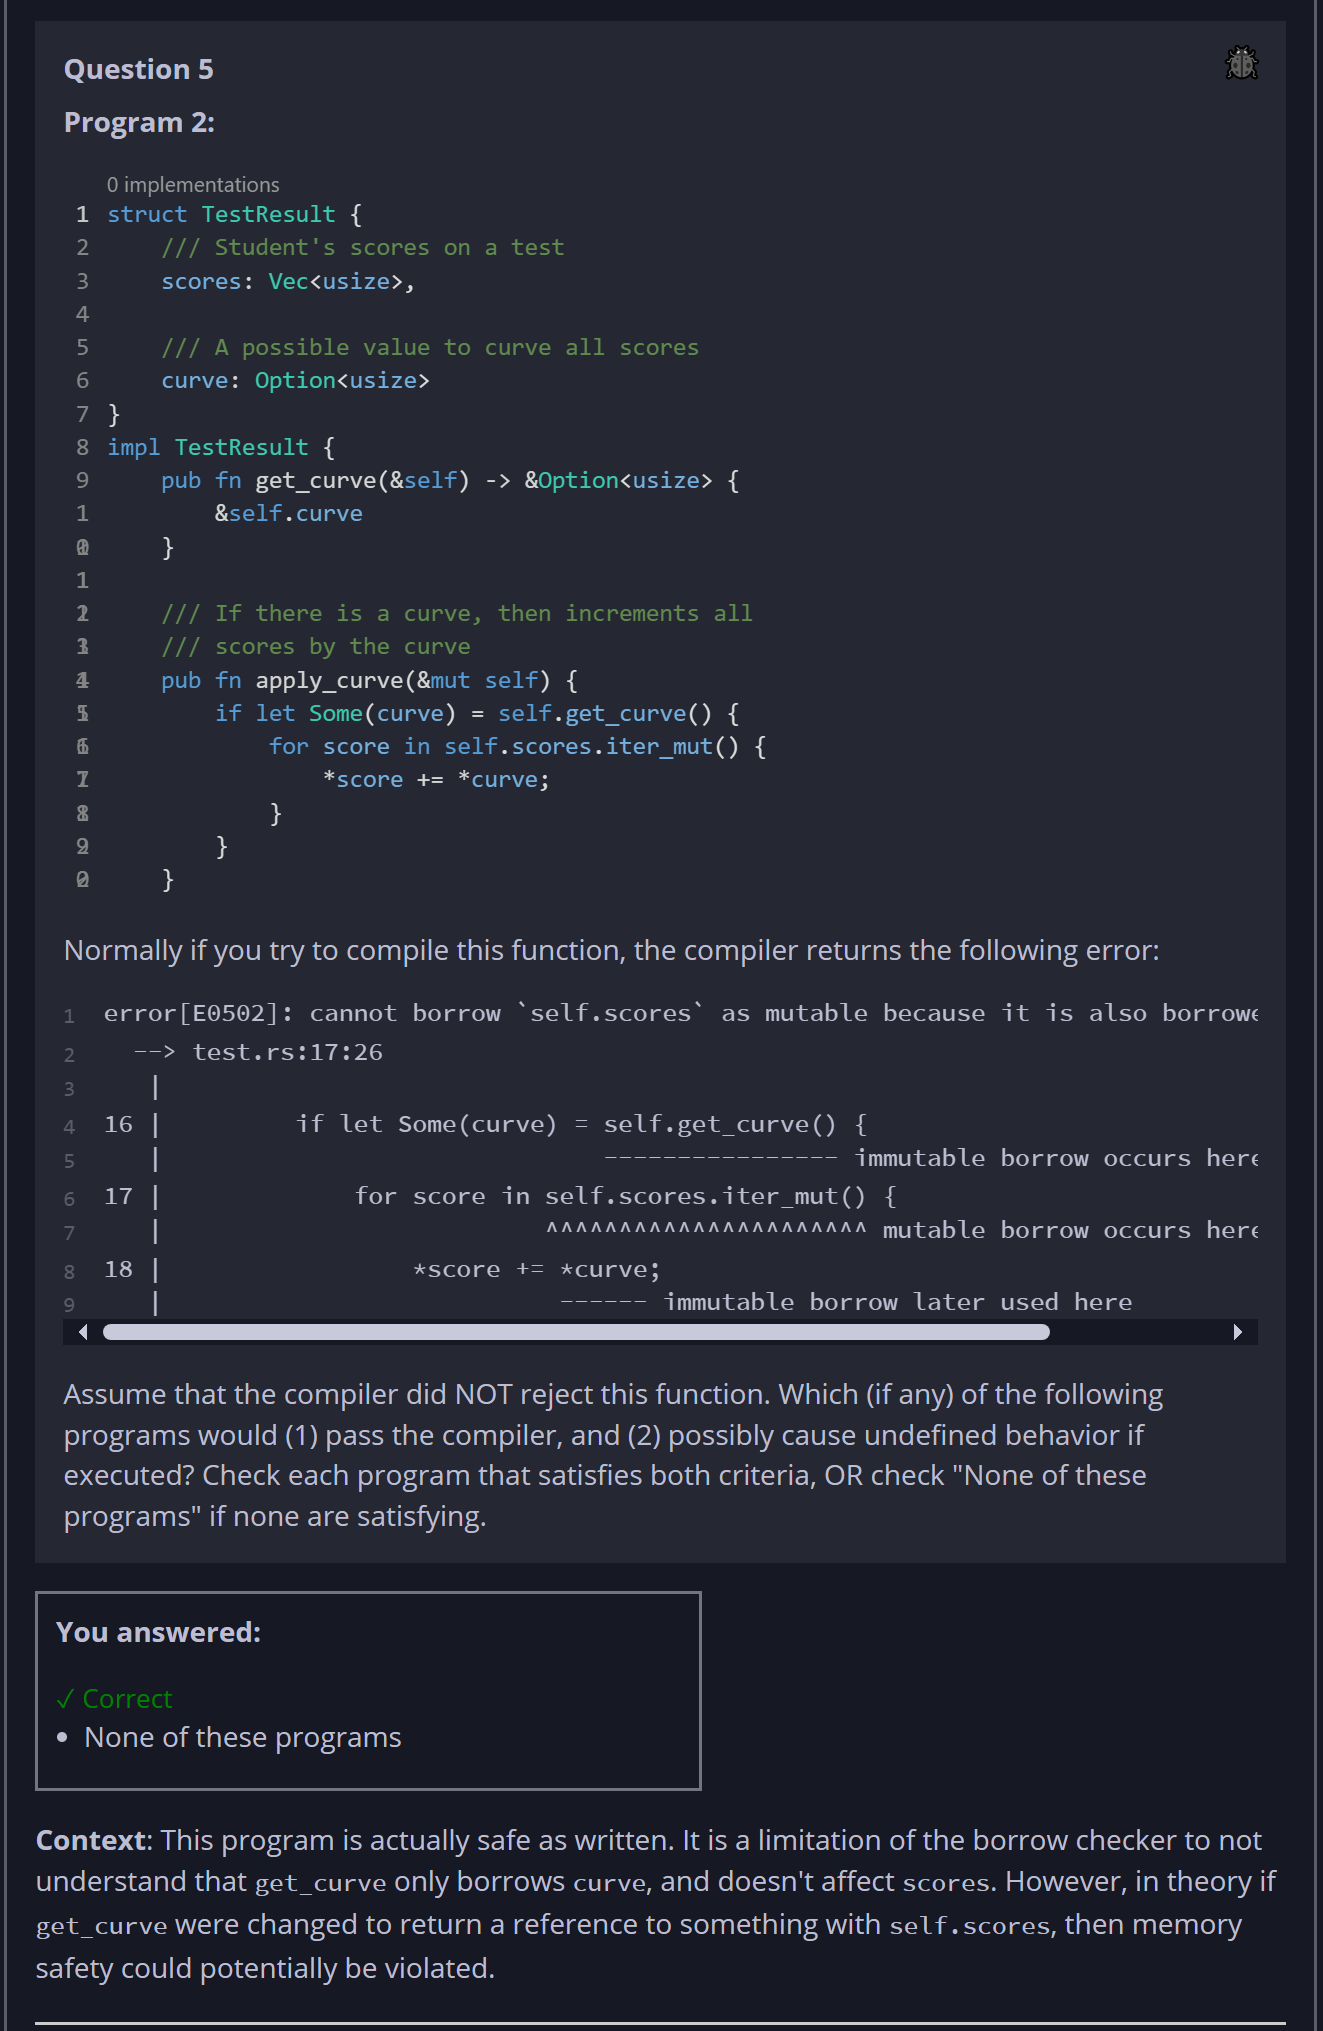 Question 5
Program 2:
0 implementations
1 struct TestResult {
2     /// Student's scores on a test
3     scores: Vec<usize>,
4
5     /// A possible value to curve all scores
6     curve: Option<usize>
7 }
8 impl TestResult {
9     pub fn get_curve(&self) -> &Option<usize> {
1         &self.curve
0     }
1
    /// If there is a curve, then increments all
    /// scores by the curve
    pub fn apply_curve(&mut self) {
        if let Some(curve) = self.get_curve() {
            for score in self.scores.iter_mut() {
                *score += *curve;
            }
        }
    }
Normally if you try to compile this function, the compiler returns the following error:
1 error[E0502]: cannot borrow `self.scores` as mutable because it is also borrowe
2   --> test.rs:17:26
3    |
4 16 |         if let Some(curve) = self.get_curve() {
5    |                              ---------------- immutable borrow occurs here
6 17 |             for score in self.scores.iter_mut() {
7    |                          ^^^^^^^^^^^^^^^^^^^^^^ mutable borrow occurs here
8 18 |                 *score += *curve;
9    |                           ------ immutable borrow later used here
Assume that the compiler did NOT reject this function. Which (if any) of the following
programs would (1) pass the compiler, and (2) possibly cause undefined behavior if
executed? Check each program that satisfies both criteria, OR check "None of these
programs" if none are satisfying.
You answered:
✓ Correct
• None of these programs
Context: This program is actually safe as written. It is a limitation of the borrow checker to not
understand that get_curve only borrows curve, and doesn't affect scores. However, in theory if
get_curve were changed to return a reference to something with self.scores, then memory
safety could potentially be violated.